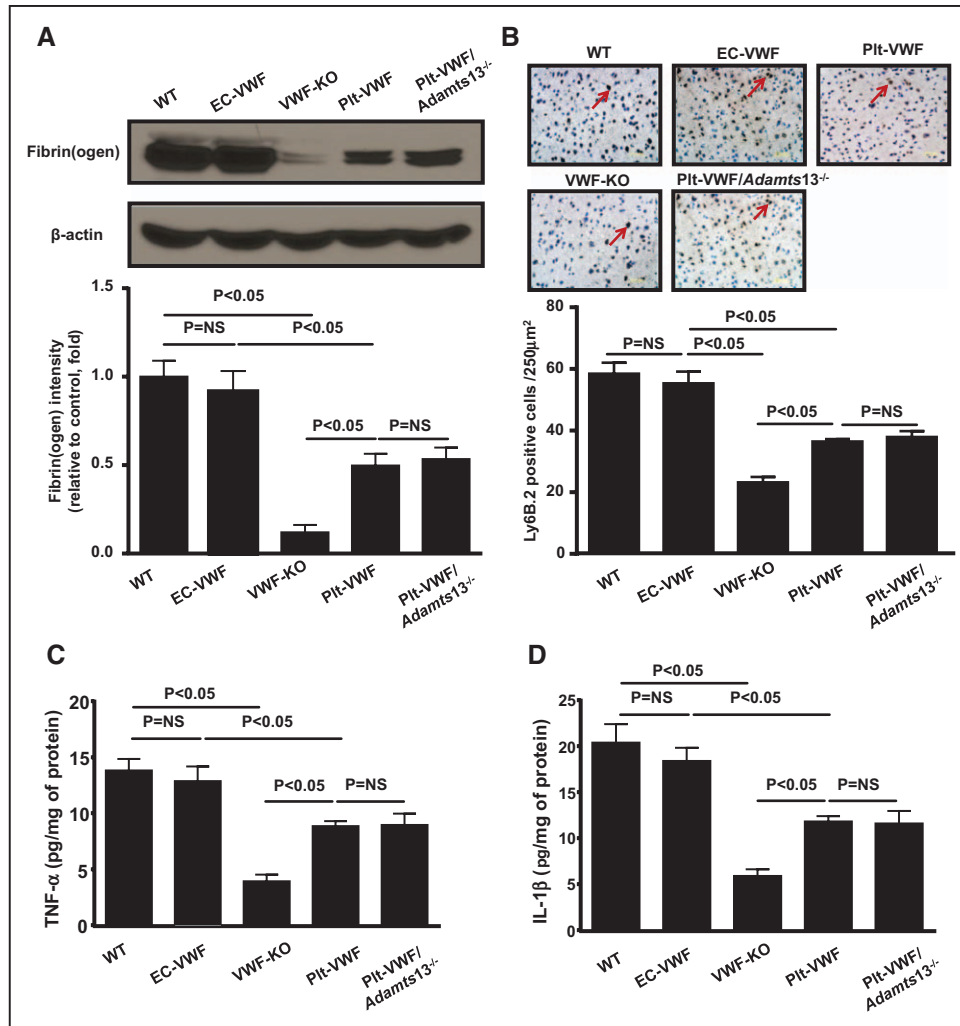 A
WT
EC-VWF
VWF-KO
Plt-VWF
Plt-VWF/
Adamts13-/-
Fibrin(ogen)
β-actin
Fibrin(ogen) intensity
(relative to control, fold)
1.5
1.0
0.5
0.0
P<0.05
P=NS
P<0.05
P<0.05
P=NS
WT
EC-VWF
VWF-KO
Plt-VWF
Plt-VWF/
Adamts13-/-
B
WT
EC-VWF
Plt-VWF
VWF-KO
Plt-VWF/Adamts13-/-
Ly6B.2 positive cells /250µm²
80
60
40
20
0
P<0.05
P=NS
P<0.05
P<0.05
P=NS
WT
EC-VWF
VWF-KO
Plt-VWF
Plt-VWF/
Adamts13-/-
C
TNF-α (pg/mg of protein)
20
15
10
5
0
P<0.05
P=NS
P<0.05
P<0.05
P=NS
WT
EC-VWF
VWF-KO
Plt-VWF
Plt-VWF/
Adamts13-/-
D
IL-1β (pg/mg of protein)
25
20
15
10
5
0
P<0.05
P=NS
P<0.05
P<0.05
P=NS
WT
EC-VWF
VWF-KO
Plt-VWF
Plt-VWF/
Adamts13-/-